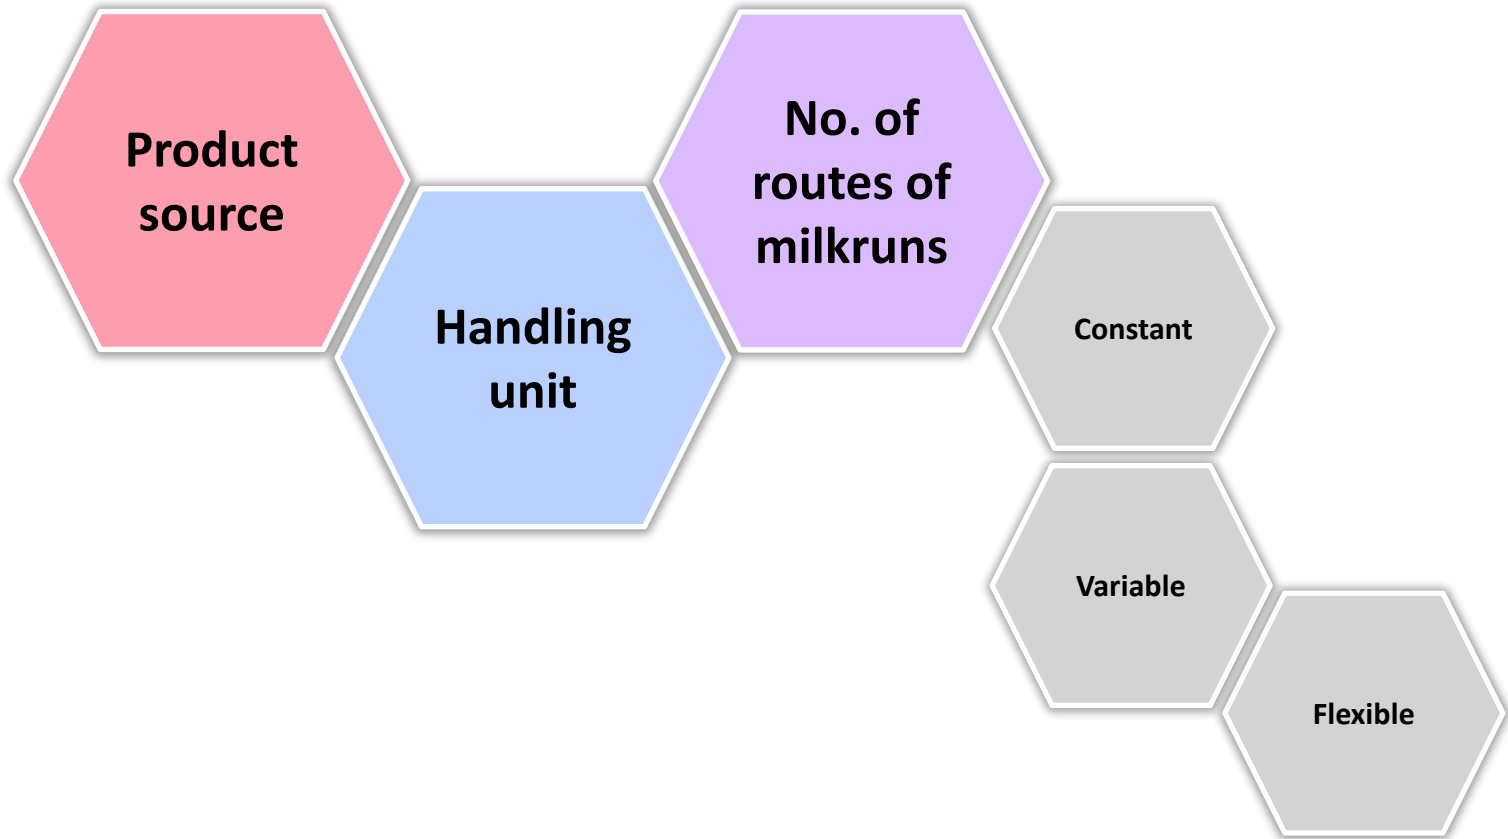 Product
source
Handling
unit
No. of
routes of
milkruns
Constant
Variable
Flexible